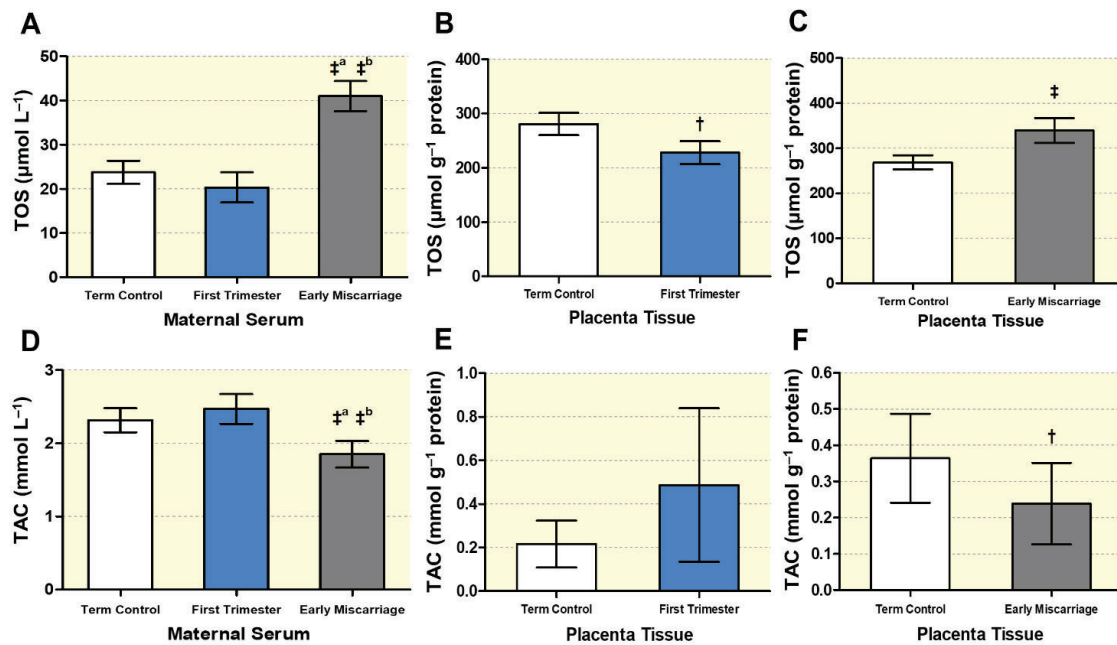 A
TOS (µmol L⁻¹)
50
40
30
20
10
0
‡ᵃ ‡ᵇ
Term Control First Trimester Early Miscarriage
Maternal Serum
B
TOS (µmol g⁻¹ protein)
400
300
200
100
0
†
Term Control First Trimester
Placenta Tissue
C
TOS (µmol g⁻¹ protein)
500
400
300
200
100
0
‡
Term Control Early Miscarriage
Placenta Tissue
D
TAC (mmol L⁻¹)
3
2
1
0
‡ᵃ ‡ᵇ
Term Control First Trimester Early Miscarriage
Maternal Serum
E
TAC (mmol g⁻¹ protein)
1.0
0.8
0.6
0.4
0.2
0.0
Term Control First Trimester
Placenta Tissue
F
TAC (mmol g⁻¹ protein)
0.6
0.5
0.4
0.3
0.2
0.1
0.0
†
Term Control Early Miscarriage
Placenta Tissue